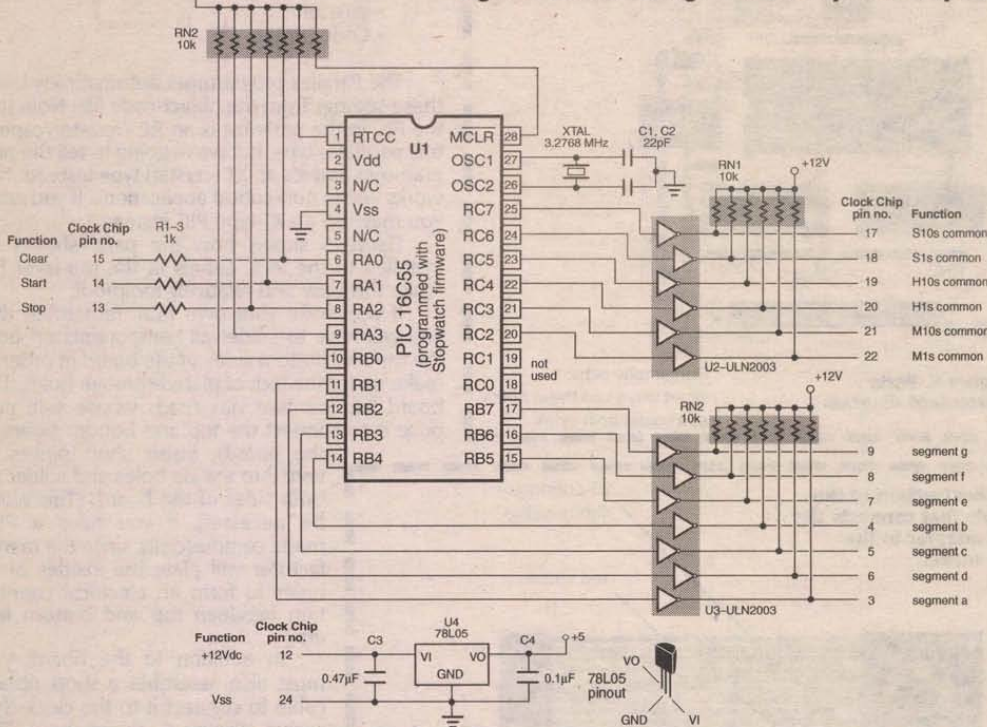 RN2
10k
1 RTCC
2 Vdd
3 N/C
4 Vss
5 N/C
6 RA0
7 RA1
8 RA2
9 RA3
10 RB0
11 RB1
12 RB2
13 RB3
14 RB4
U1
PIC 16C55
(programmed with
Stopwatch firmware)
MCLR 28
OSC1 27
OSC2 26
RC7 25
RC6 24
RC5 23
RC4 22
RC3 21
RC2 20
RC1 19
RC0 18
RB7 17
RB6 16
RB5 15
not
used
XTAL
3.2768 MHz
C1, C2
22pF
Function
Clock Chip
pin no.
R1–3
1k
Clear 15
Start 14
Stop 13
RN1
10k
+12V
Clock Chip
pin no. Function
17 S10s common
18 S1s common
19 H10s common
20 H1s common
21 M10s common
22 M1s common
U2–ULN2003
+12V
RN2
10k
9 segment g
8 segment f
7 segment e
4 segment b
5 segment c
6 segment d
3 segment a
U3–ULN2003
Function
Clock Chip
pin no.
+12Vdc 12
Vss 24
C3
0.47µF
U4
78L05
VI VO
GND
C4
0.1µF
+5
VO
78L05
pinout
GND VI